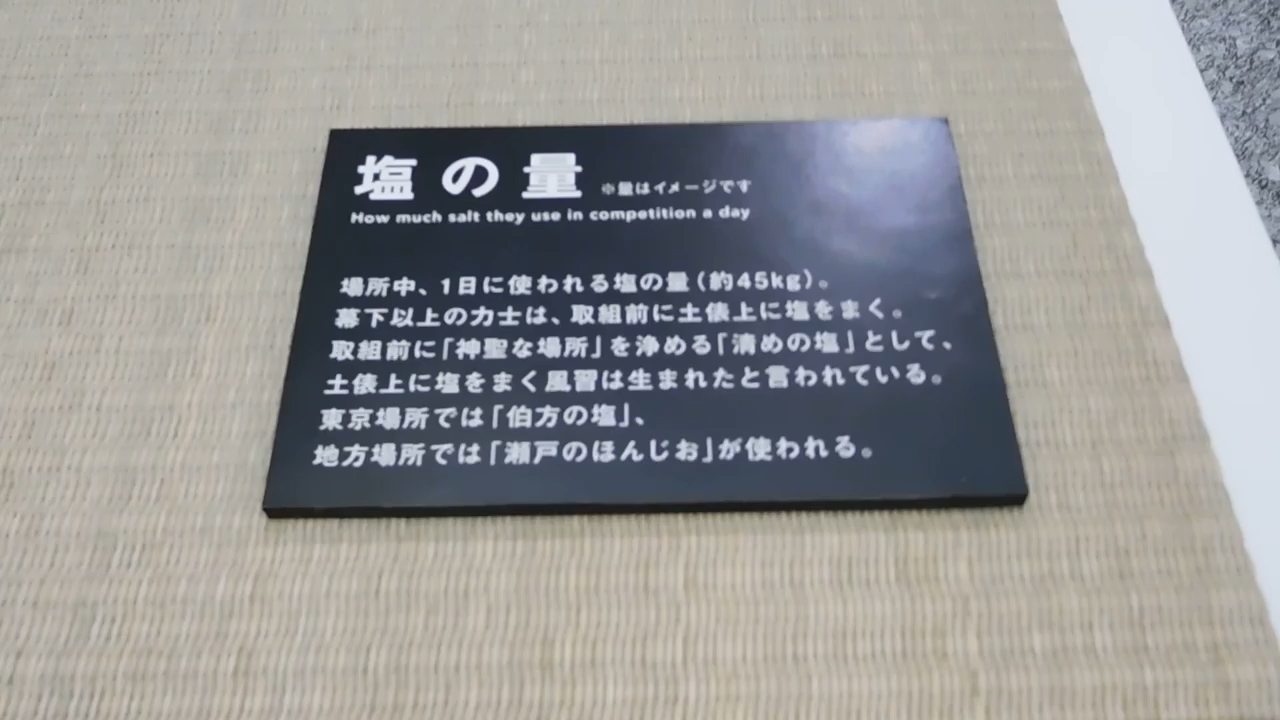 塩の量 ※量はイメージです
How much salt they use in competition a day
場所中、1日に使われる塩の量（約45kg）。
幕下以上の力士は、取組前に土俵上に塩をまく。
取組前に「神聖な場所」を浄める「清めの塩」として、
土俵上に塩をまく風習は生まれたと言われている。
東京場所では「伯方の塩」、
地方場所では「瀬戸のほんじお」が使われる。